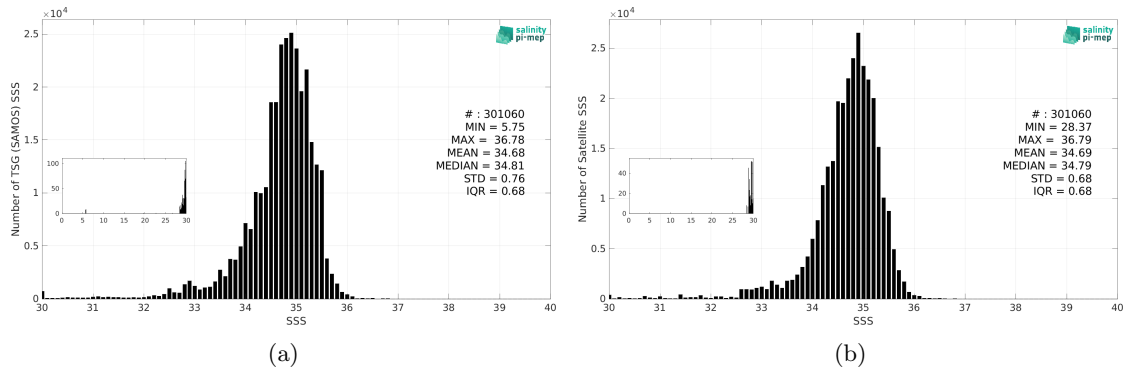 ×10⁴
salinity
pi-mep
2.5
2
1.5
1
0.5
0
Number of TSG (SAMOS) SSS
# : 301060
MIN = 5.75
MAX = 36.78
MEAN = 34.68
MEDIAN = 34.81
STD = 0.76
IQR = 0.68
100
50
0
0 5 10 15 20 25 30
30 31 32 33 34 35 36 37 38 39 40
SSS
(a)
×10⁴
salinity
pi-mep
2.5
2
1.5
1
0.5
0
Number of Satellite SSS
# : 301060
MIN = 28.37
MAX = 36.79
MEAN = 34.69
MEDIAN = 34.79
STD = 0.68
IQR = 0.68
40
20
0
0 5 10 15 20 25 30
30 31 32 33 34 35 36 37 38 39 40
SSS
(b)